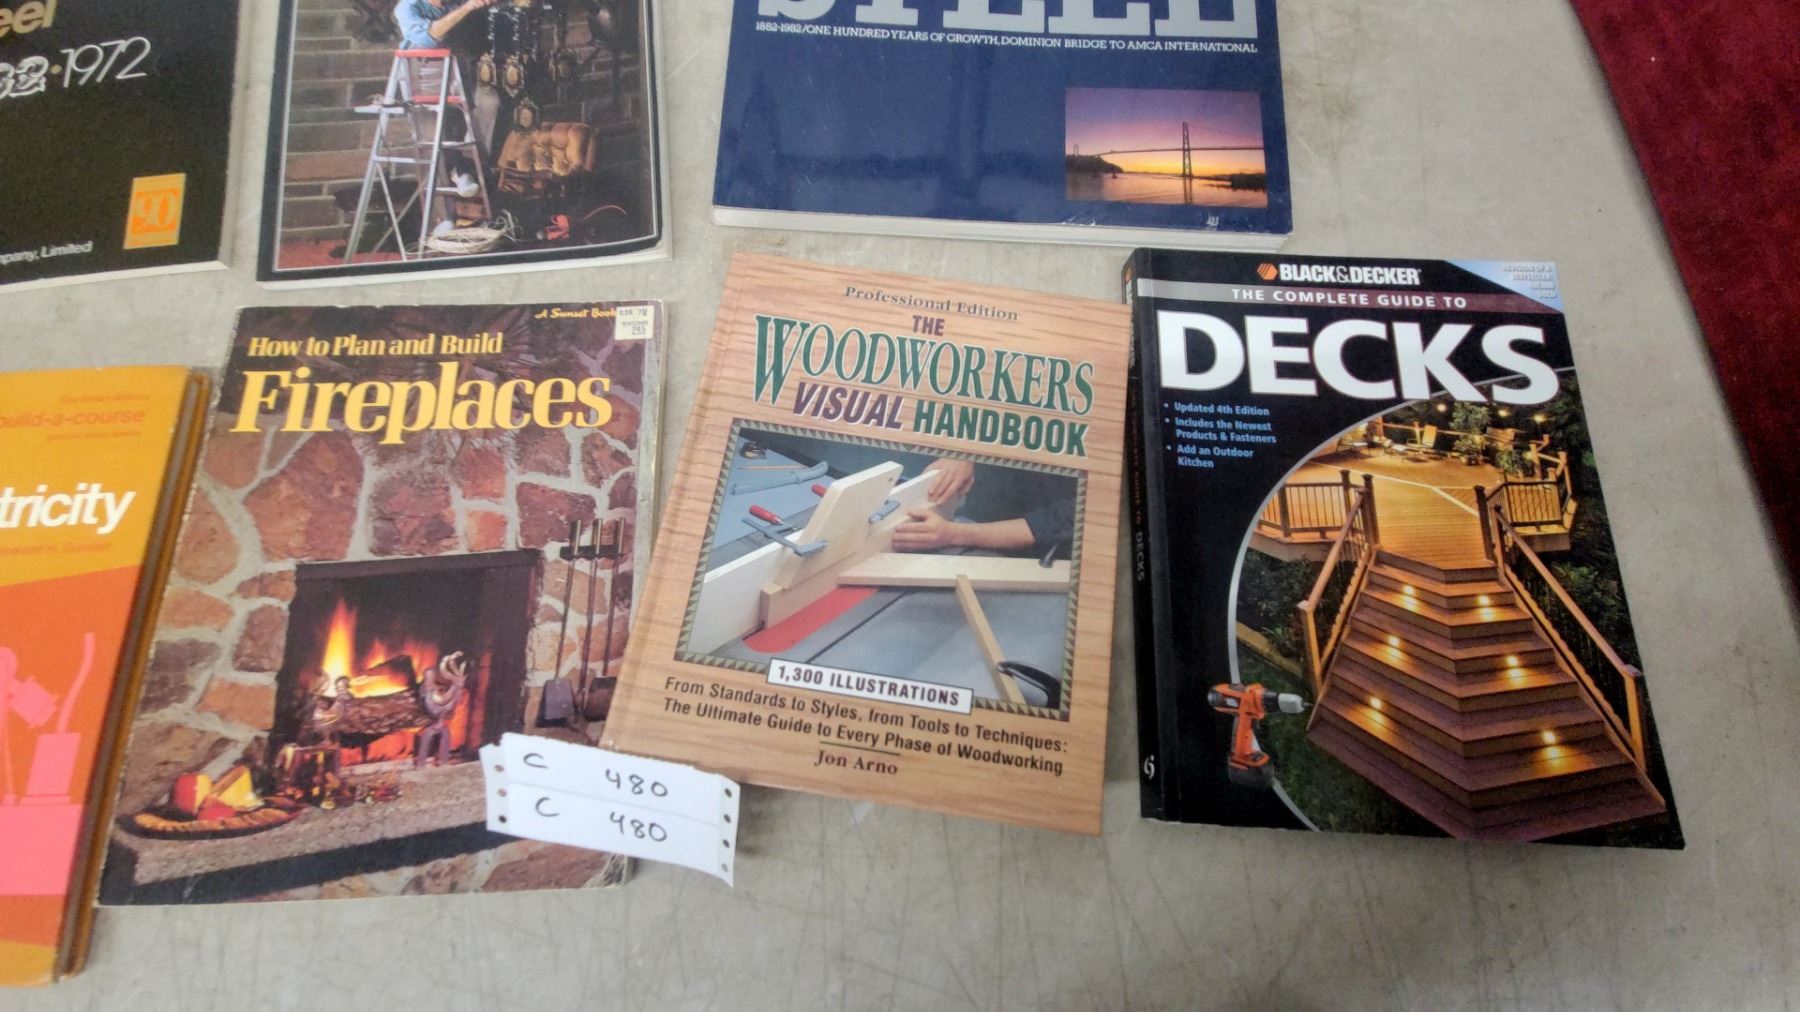 1972
90
Limited
1882-1982/ONE HUNDRED YEARS OF GROWTH, DOMINION BRIDGE TO AMCA INTERNATIONAL
build-a-course
tricity
A Sunset Book
How to Plan and Build
Fireplaces
C 480
C 480
Professional Edition
THE
WOODWORKERS
VISUAL HANDBOOK
1,300 ILLUSTRATIONS
From Standards to Styles, from Tools to Techniques:
The Ultimate Guide to Every Phase of Woodworking
Jon Arno
BLACK & DECKER
THE COMPLETE GUIDE TO
DECKS
• Updated 4th Edition
• Includes the Newest
Products & Fasteners
• Add an Outdoor
Kitchen